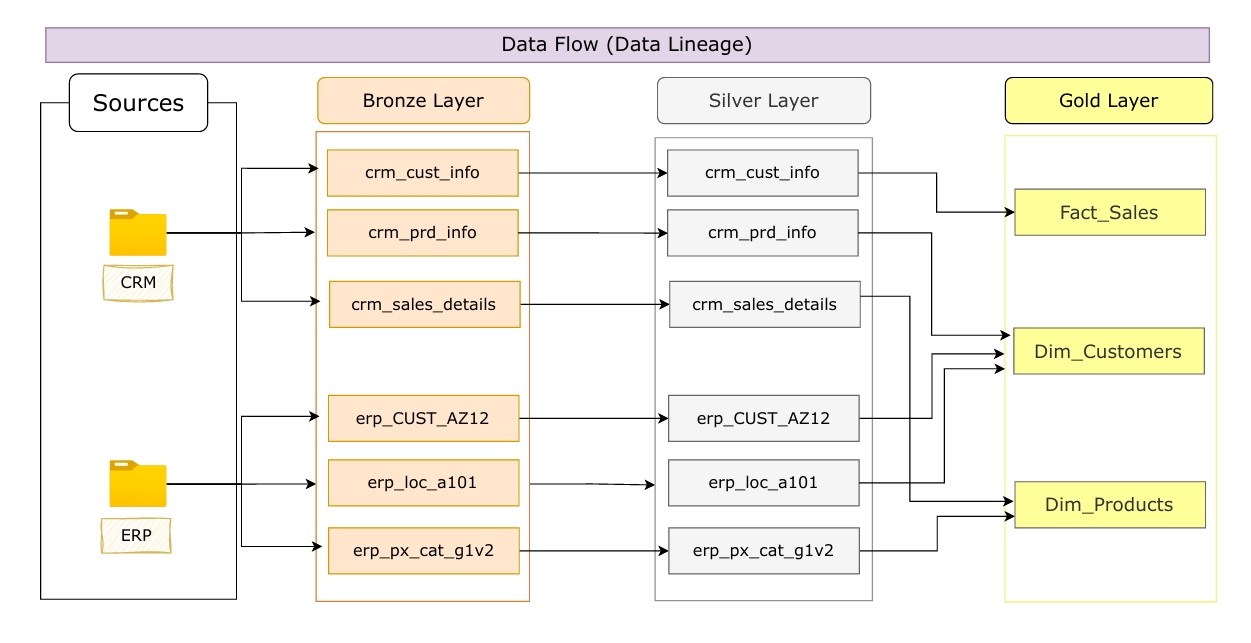 Data Flow (Data Lineage)
Sources
Bronze Layer
Silver Layer
Gold Layer
CRM
ERP
crm_cust_info
crm_prd_info
crm_sales_details
erp_CUST_AZ12
erp_loc_a101
erp_px_cat_g1v2
crm_cust_info
crm_prd_info
crm_sales_details
erp_CUST_AZ12
erp_loc_a101
erp_px_cat_g1v2
Fact_Sales
Dim_Customers
Dim_Products